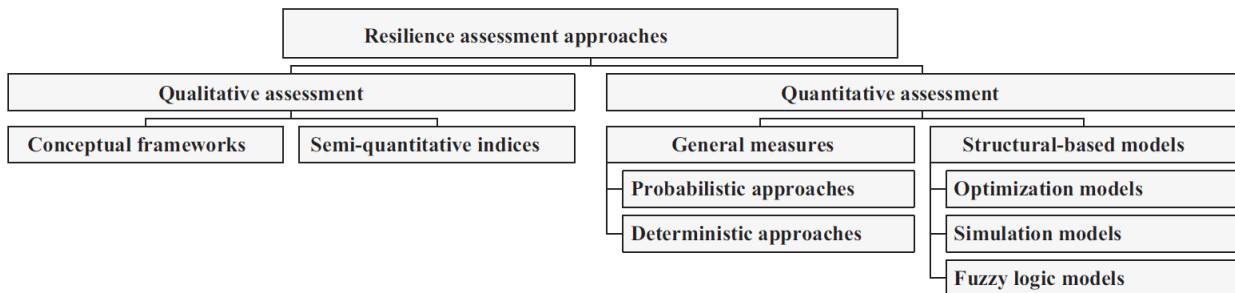 Resilience assessment approaches
Qualitative assessment
Quantitative assessment
Conceptual frameworks
Semi-quantitative indices
General measures
Structural-based models
Probabilistic approaches
Optimization models
Deterministic approaches
Simulation models
Fuzzy logic models